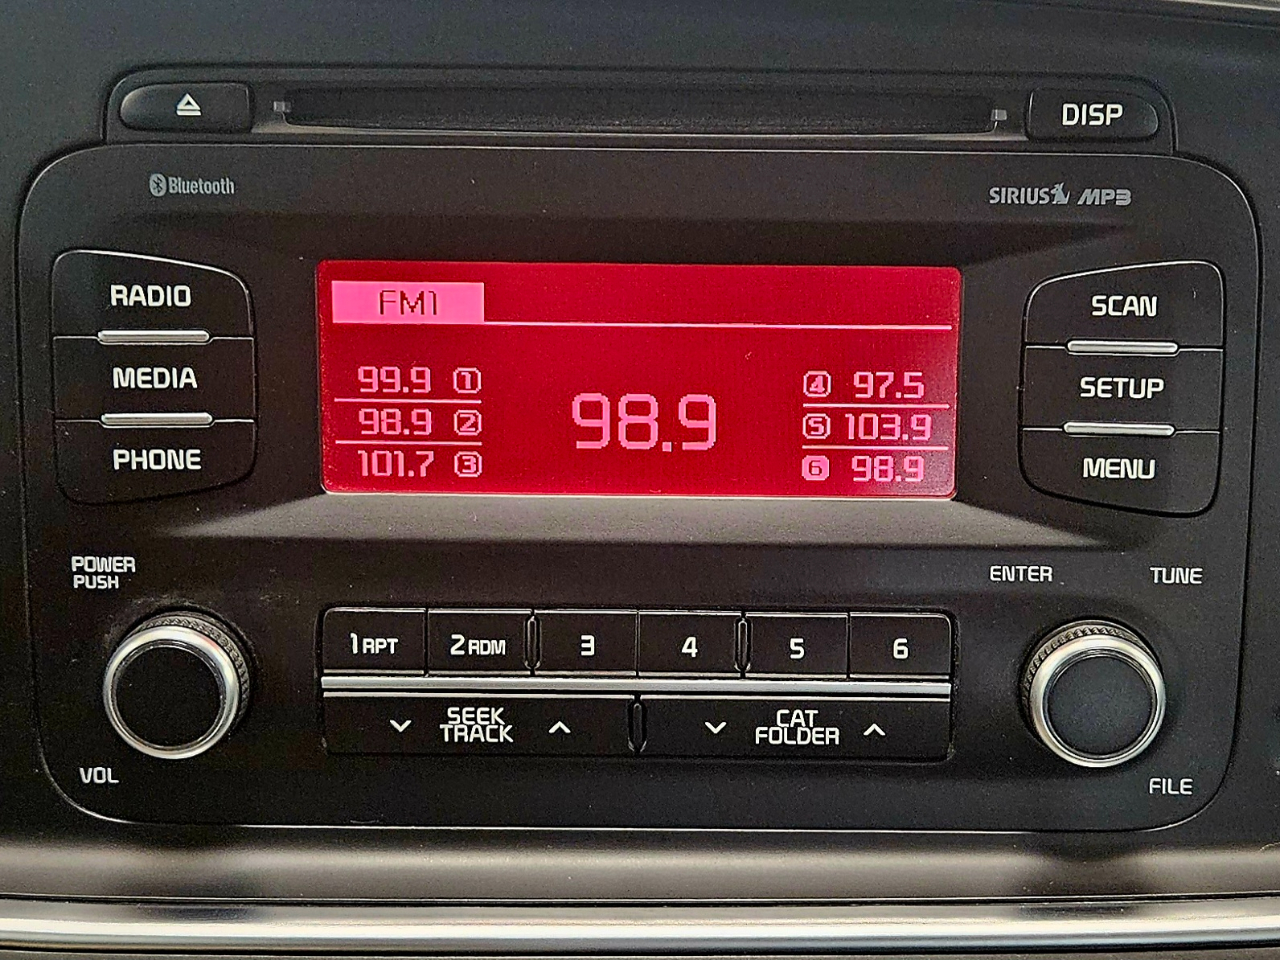 DISP
Bluetooth
SIRIUS MP3
RADIO
MEDIA
PHONE
FM1
99.9 1
98.9 2
101.7 3
98.9
4 97.5
5 103.9
6 98.9
SCAN
SETUP
MENU
POWER
PUSH
VOL
1 RPT 2 RDM 3 4 5 6
SEEK
TRACK
CAT
FOLDER
ENTER
TUNE
FILE